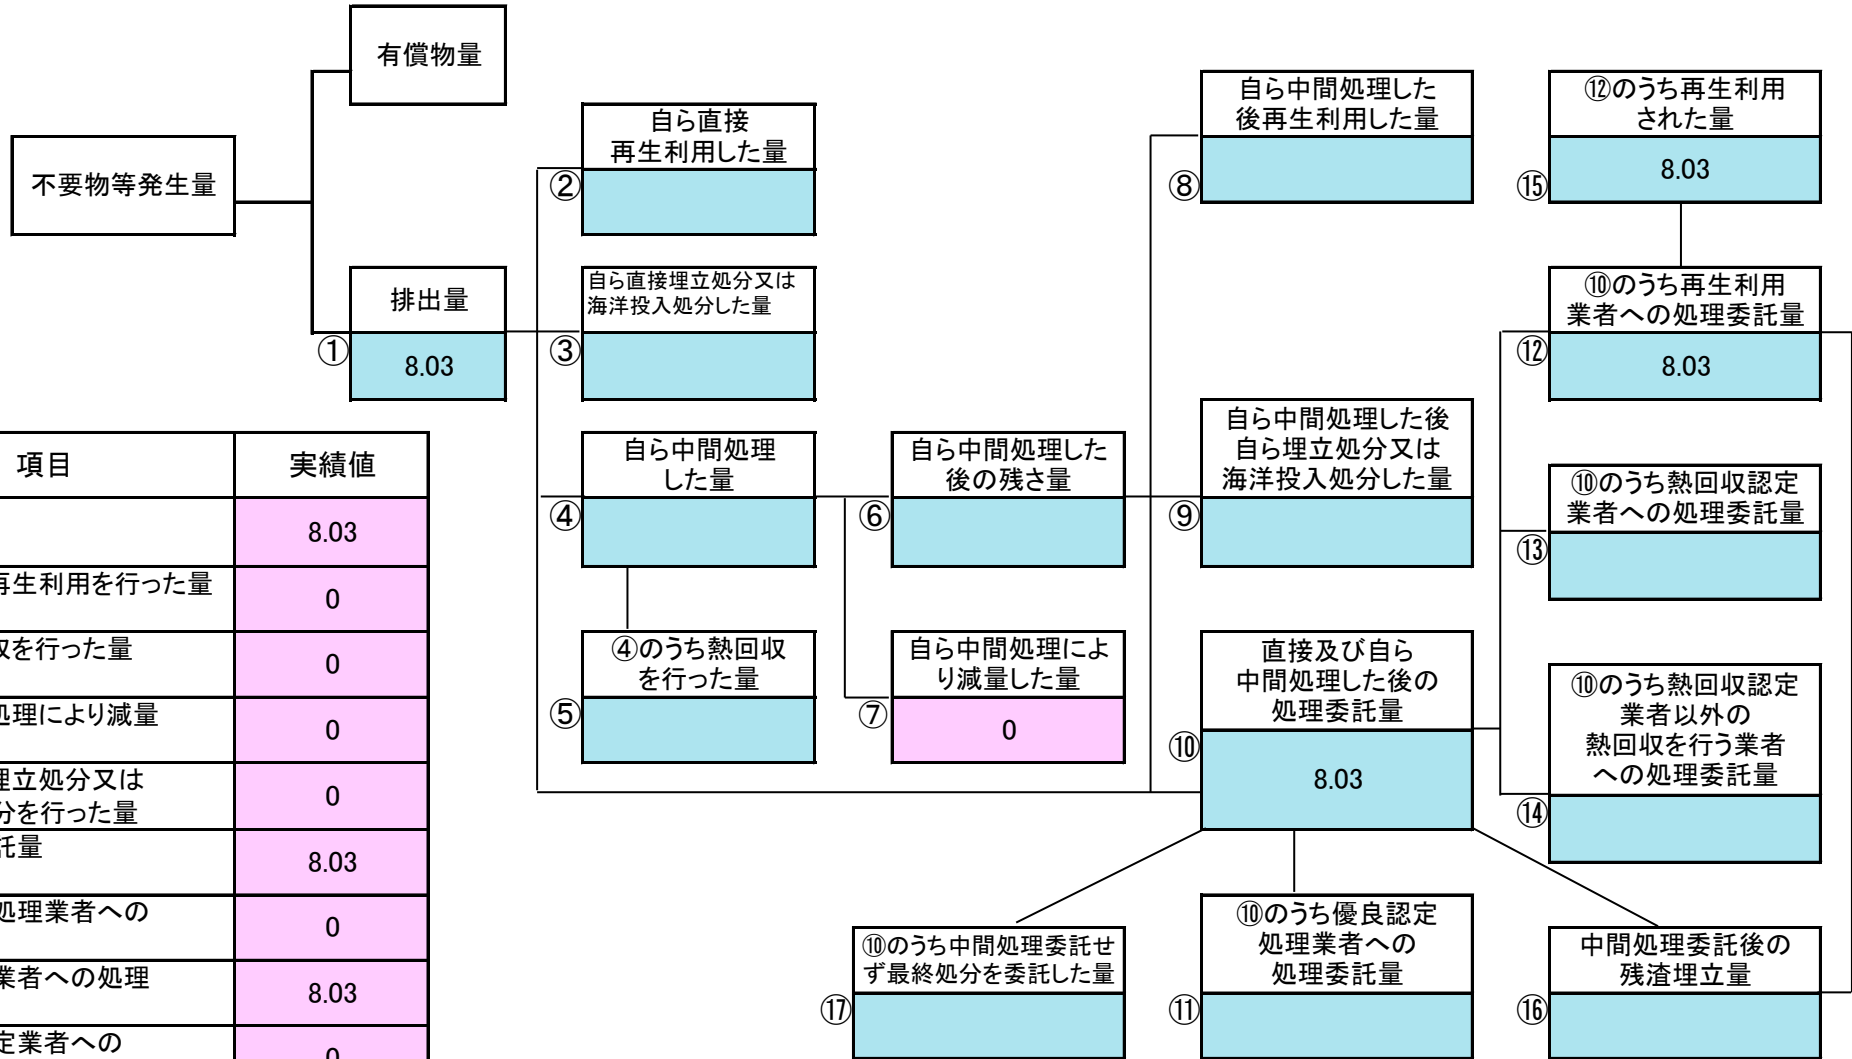 有償物量
不要物等発生量
排出量
①
8.03
自ら直接
再生利用した量
②
自ら直接埋立処分又は
海洋投入処分した量
③
自ら中間処理
した量
④
④のうち熱回収
を行った量
⑤
自ら中間処理した
後の残さ量
⑥
自ら中間処理によ
り減量した量
⑦
0
自ら中間処理した
後再生利用した量
⑧
自ら中間処理した後
自ら埋立処分又は
海洋投入処分した量
⑨
直接及び自ら
中間処理した後の
処理委託量
⑩
8.03
⑫のうち再生利用
された量
⑮
8.03
⑩のうち再生利用
業者への処理委託量
⑫
8.03
⑩のうち熱回収認定
業者への処理委託量
⑬
⑩のうち熱回収認定
業者以外の
熱回収を行う業者
への処理委託量
⑭
⑩のうち中間処理委託せ
ず最終処分を委託した量
⑰
⑩のうち優良認定
処理業者への
処理委託量
⑪
中間処理委託後の
残渣埋立量
⑯
項目 実績値
8.03
再生利用を行った量 0
を行った量 0
処理により減量 0
埋立処分又は
分を行った量 0
託量 8.03
処理業者への 0
業者への処理 8.03
定業者への 0